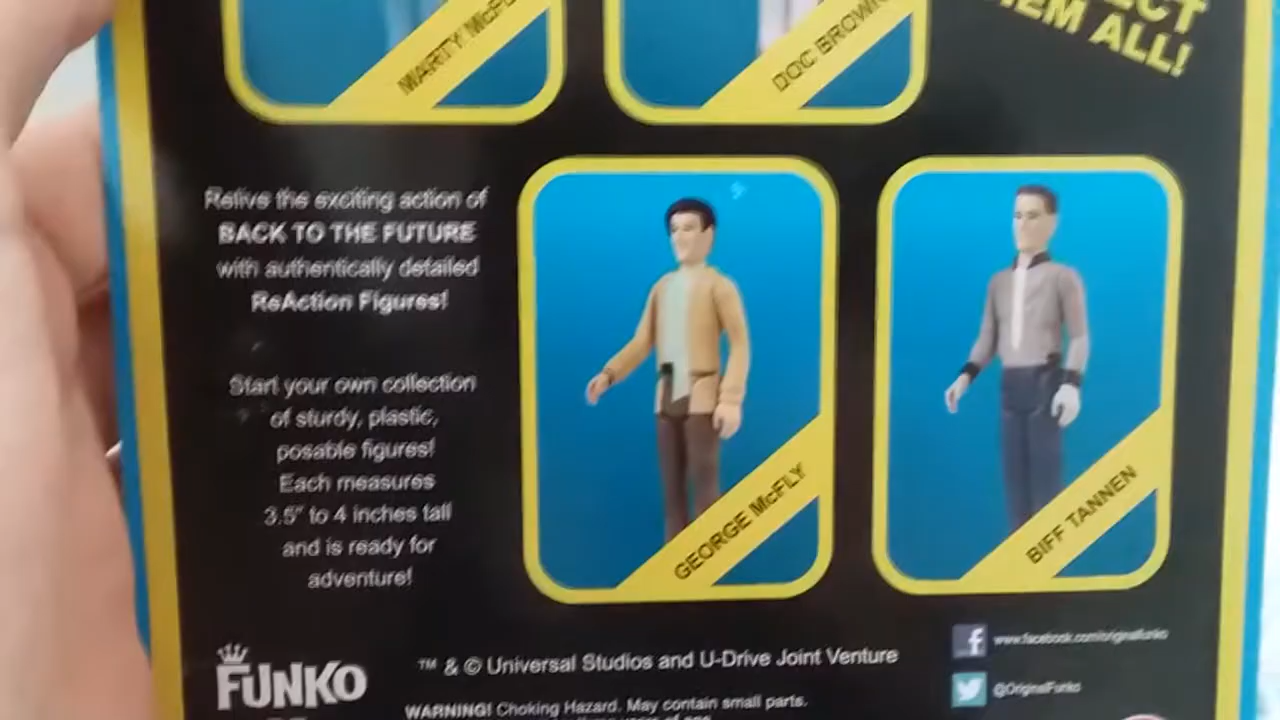 MARTY McFL
DOC BROWN
ECT
EM ALL!
Relive the exciting action of
BACK TO THE FUTURE
with authentically detailed
ReAction Figures!
Start your own collection
of sturdy, plastic,
posable figures!
Each measures
3.5" to 4 inches tall
and is ready for
adventure!
GEORGE McFLY
BIFF TANNEN
FUNKO
™ & © Universal Studios and U-Drive Joint Venture
WARNING! Choking Hazard. May contain small parts.
f www.facebook.com/originalfunko
@OriginalFunko